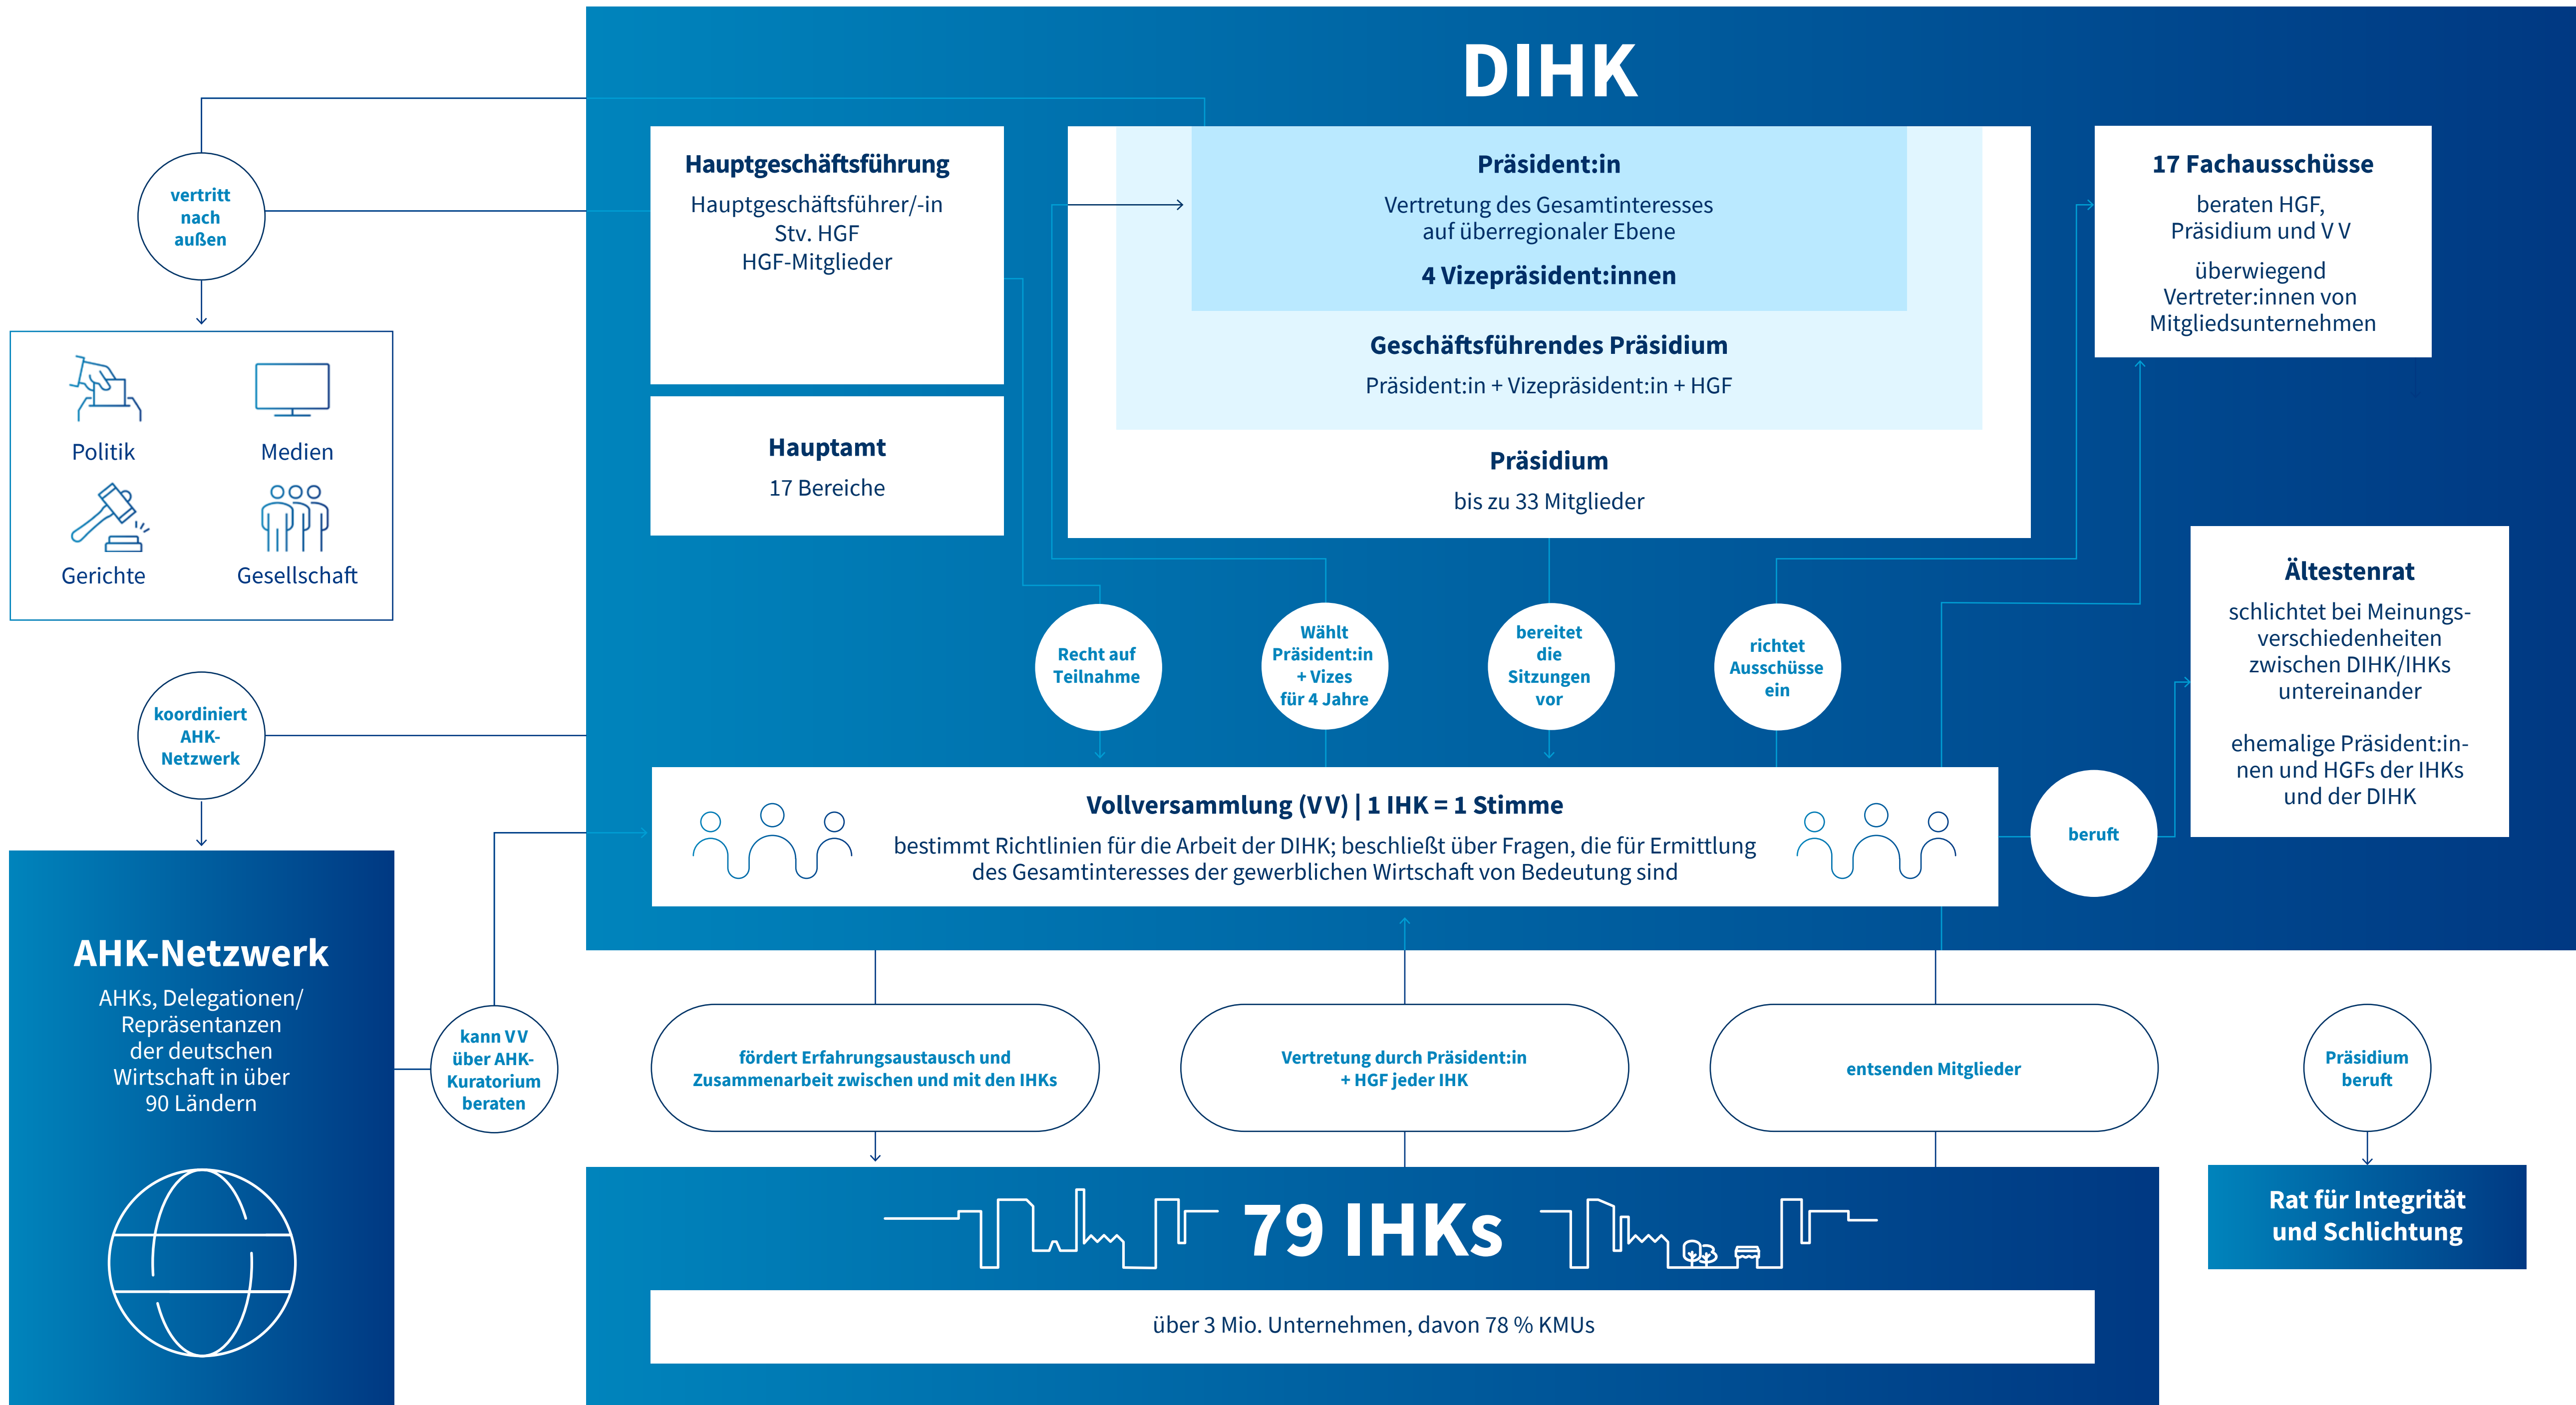 DIHK
vertritt
nach
außen
Politik
Medien
Gerichte
Gesellschaft
Hauptgeschäftsführung
Hauptgeschäftsführer/-in
Stv. HGF
HGF-Mitglieder
Hauptamt
17 Bereiche
Präsident:in
Vertretung des Gesamtinteresses
auf überregionaler Ebene
4 Vizepräsident:innen
Geschäftsführendes Präsidium
Präsident:in + Vizepräsident:in + HGF
Präsidium
bis zu 33 Mitglieder
17 Fachausschüsse
beraten HGF,
Präsidium und VV
überwiegend
Vertreter:innen von
Mitgliedsunternehmen
Ältestenrat
schlichtet bei Meinungs-
verschiedenheiten
zwischen DIHK/IHKs
untereinander
ehemalige Präsident:in-
nen und HGFs der IHKs
und der DIHK
Recht auf
Teilnahme
Wählt
Präsident:in
+ Vizes
für 4 Jahre
bereitet
die
Sitzungen
vor
richtet
Ausschüsse
ein
koordiniert
AHK-
Netzwerk
Vollversammlung (VV) | 1 IHK = 1 Stimme
bestimmt Richtlinien für die Arbeit der DIHK; beschließt über Fragen, die für Ermittlung
des Gesamtinteresses der gewerblichen Wirtschaft von Bedeutung sind
beruft
AHK-Netzwerk
AHKs, Delegationen/
Repräsentanzen
der deutschen
Wirtschaft in über
90 Ländern
kann VV
über AHK-
Kuratorium
beraten
fördert Erfahrungsaustausch und
Zusammenarbeit zwischen und mit den IHKs
Vertretung durch Präsident:in
+ HGF jeder IHK
entsenden Mitglieder
Präsidium
beruft
79 IHKs
über 3 Mio. Unternehmen, davon 78 % KMUs
Rat für Integrität
und Schlichtung